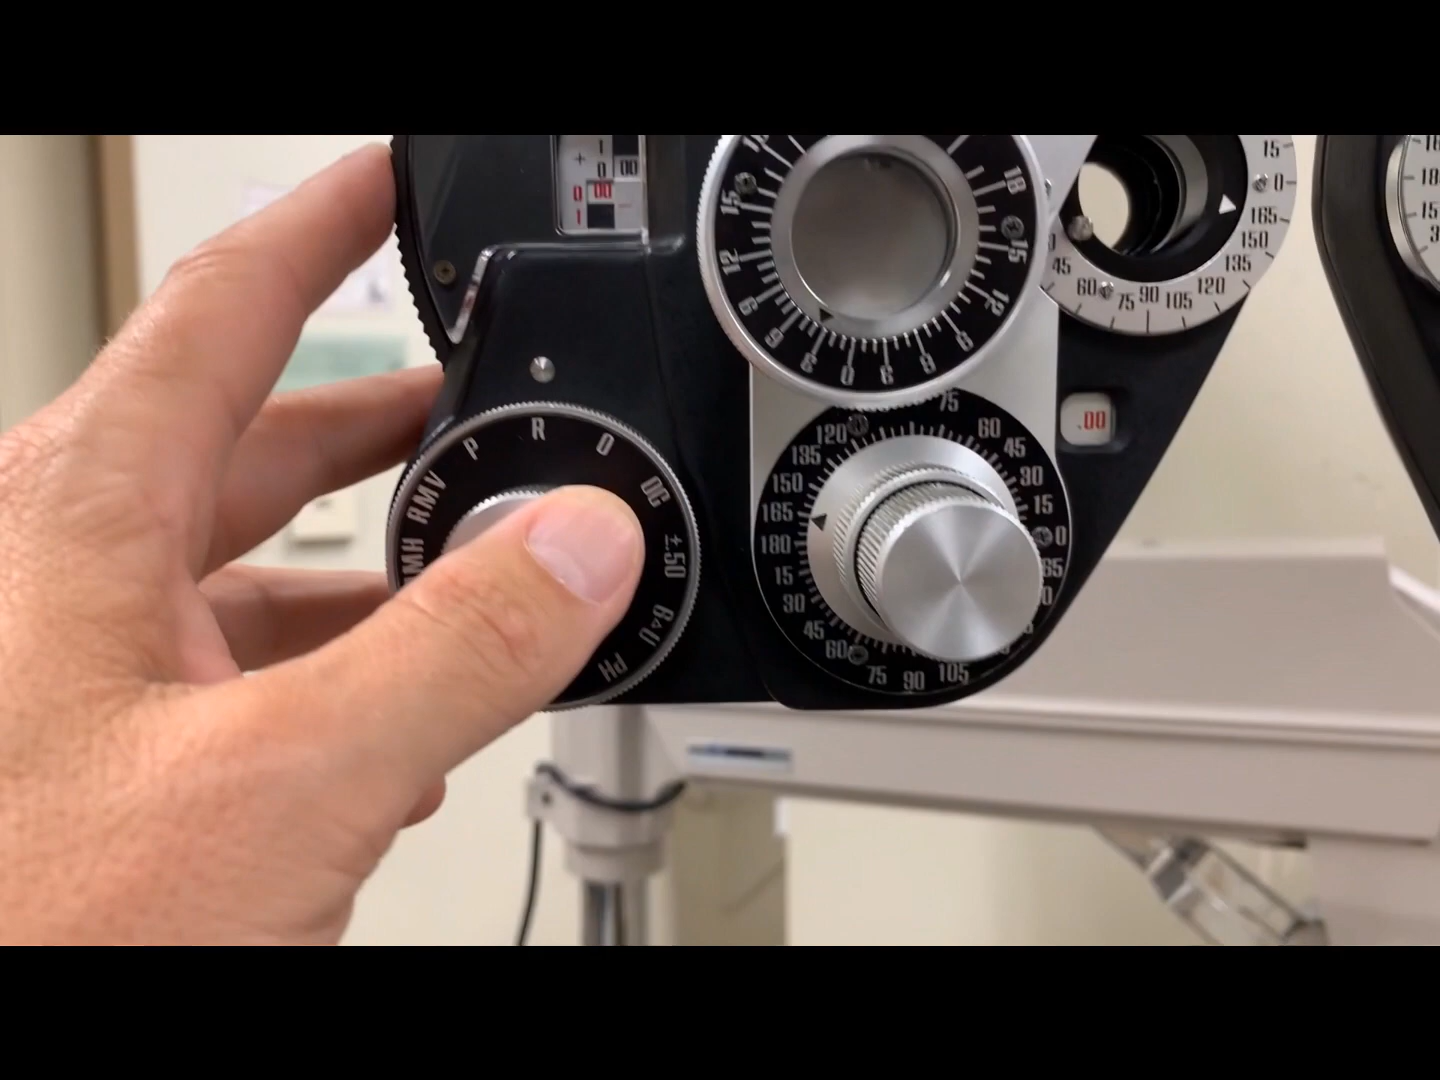 + 1
0 00
0 00
1
15 12 9 6 3 0 3 6 9 12 15 18
45 60 75 90 105 120 135 150 165 0 15
.00
P R O OC ±.50 6△U PH
RMV
120 135 150 165 180 15 30 45 60 75 90 105
75 60 45 30 15 0
18